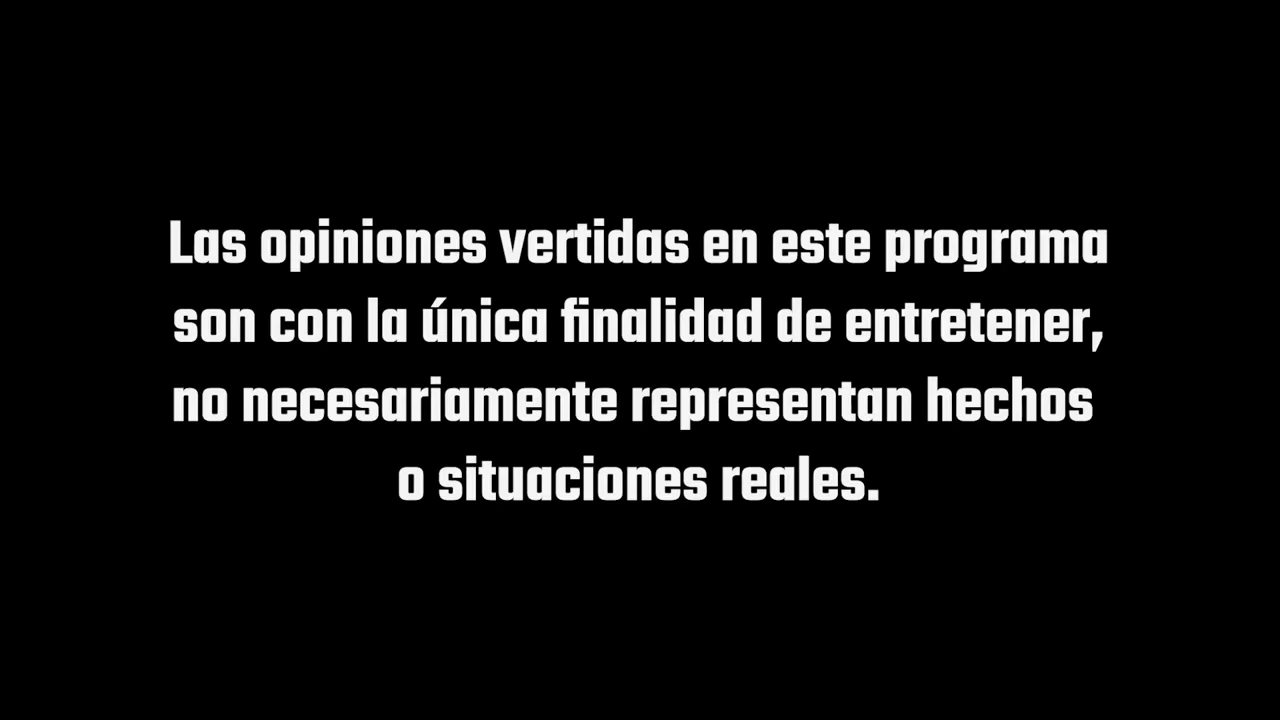 Las opiniones vertidas en este programa
son con la única finalidad de entretener,
no necesariamente representan hechos
o situaciones reales.